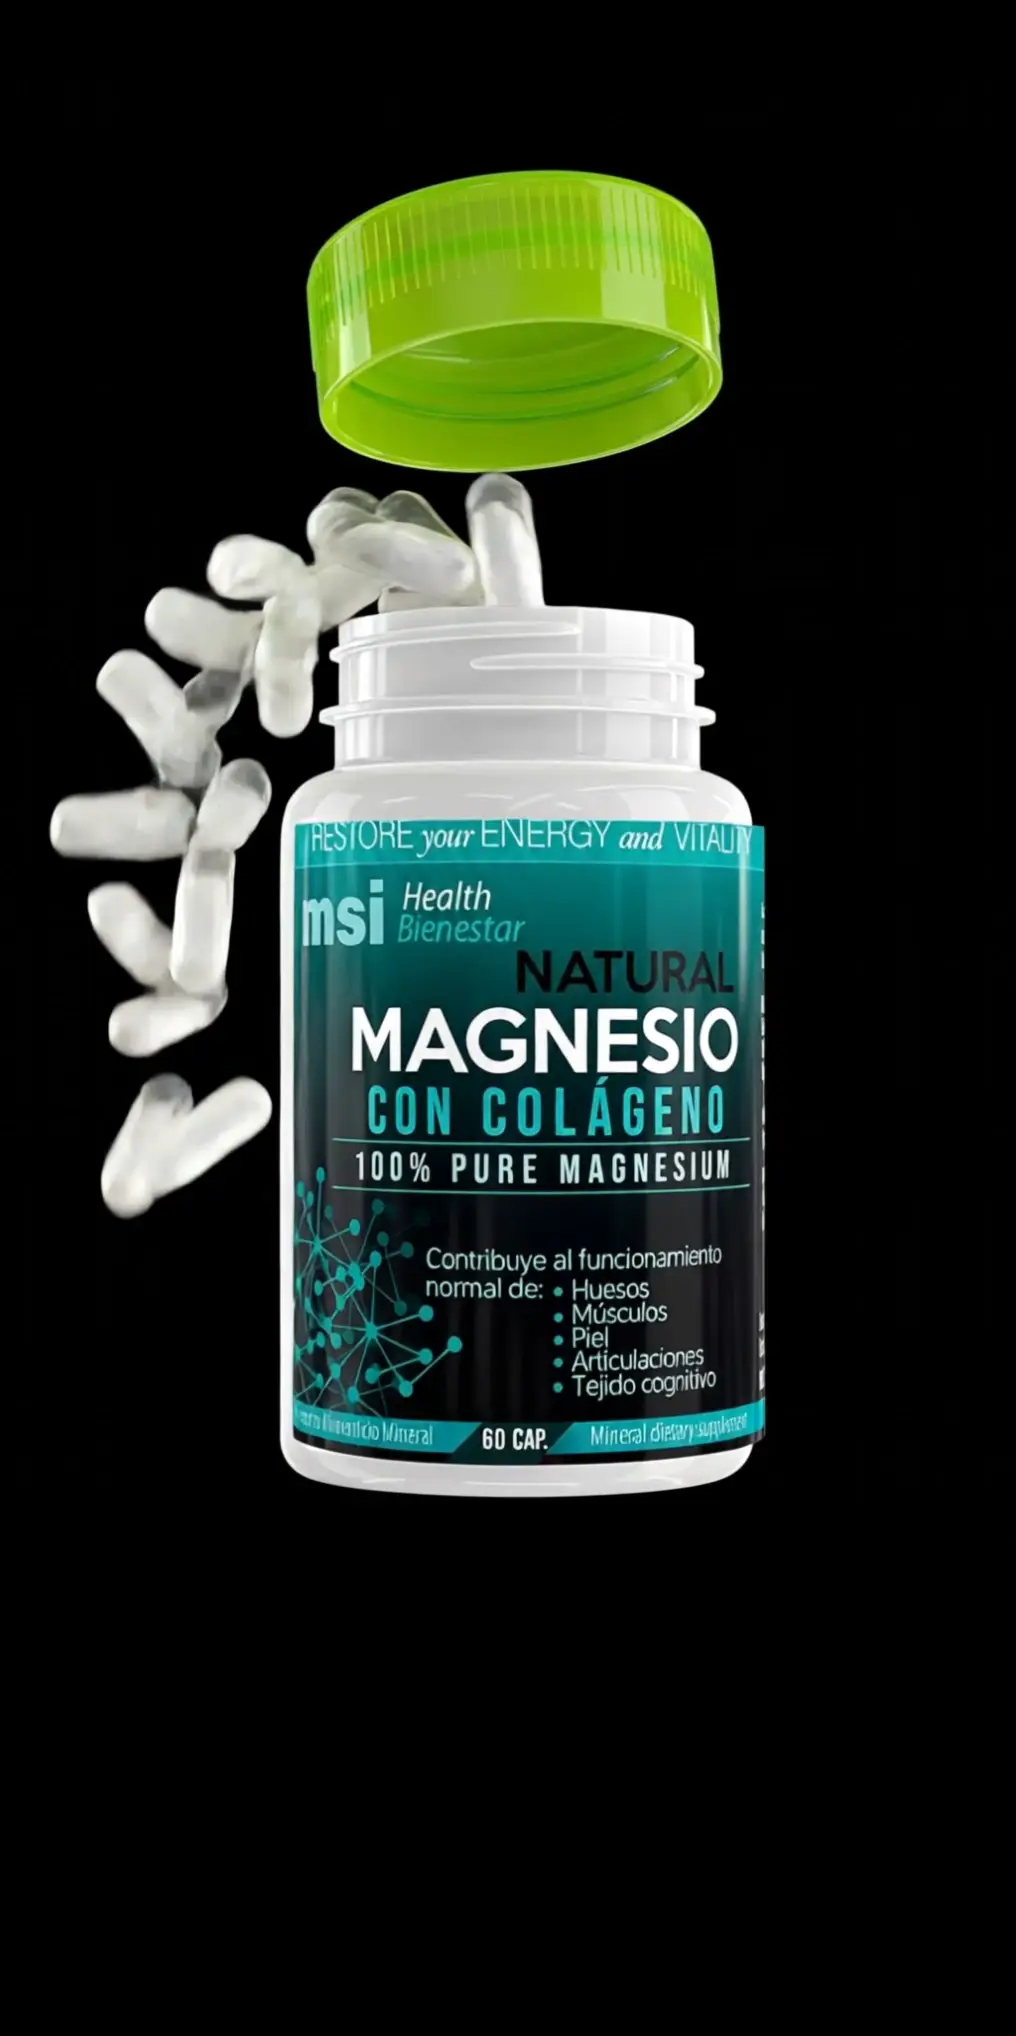 RESTORE your ENERGY and VITALITY
msi Health
Bienestar
NATURAL
MAGNESIO
CON COLÁGENO
100% PURE MAGNESIUM
Contribuye al funcionamiento
normal de: • Huesos
• Músculos
• Piel
• Articulaciones
• Tejido cognitivo
Mineral 60 CAP. Mineral dietary supplement